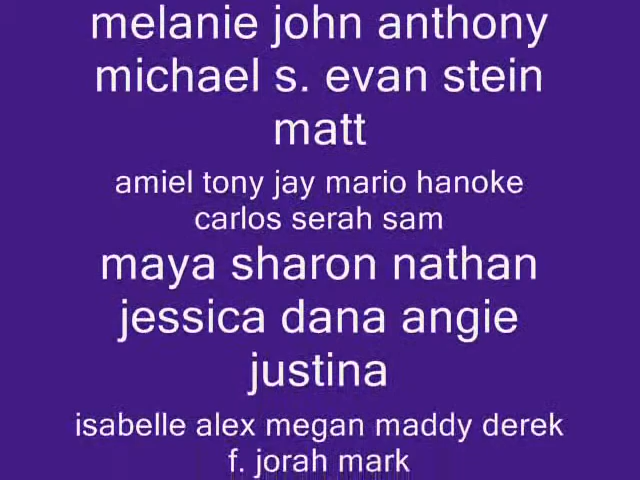 melanie john anthony
michael s. evan stein
matt
amiel tony jay mario hanoke
carlos serah sam
maya sharon nathan
jessica dana angie
justina
isabelle alex megan maddy derek
f. jorah mark